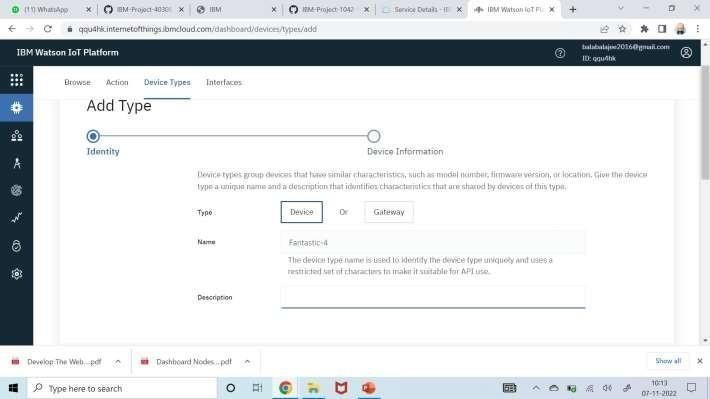 (11) WhatsApp
IBM-Project-4030
IBM
IBM-Project-1042
Service Details - IB
IBM Watson IoT Pl
qqu4hk.internetofthings.ibmcloud.com/dashboard/devices/types/add
IBM Watson IoT Platform
balabalajee2016@gmail.com
ID: qqu4hk
Browse Action Device Types Interfaces
Add Type
Identity
Device Information
Device types group devices that have similar characteristics, such as model number, firmware version, or location. Give the device
type a unique name and a description that identifies characteristics that are shared by devices of this type.
Type Device Or Gateway
Name Fantastic-4
The device type name is used to identify the device type uniquely and uses a
restricted set of characters to make it suitable for API use.
Description
Develop The Web....pdf
Dashboard Nodes...pdf
Show all
Type here to search
10:13
07-11-2022